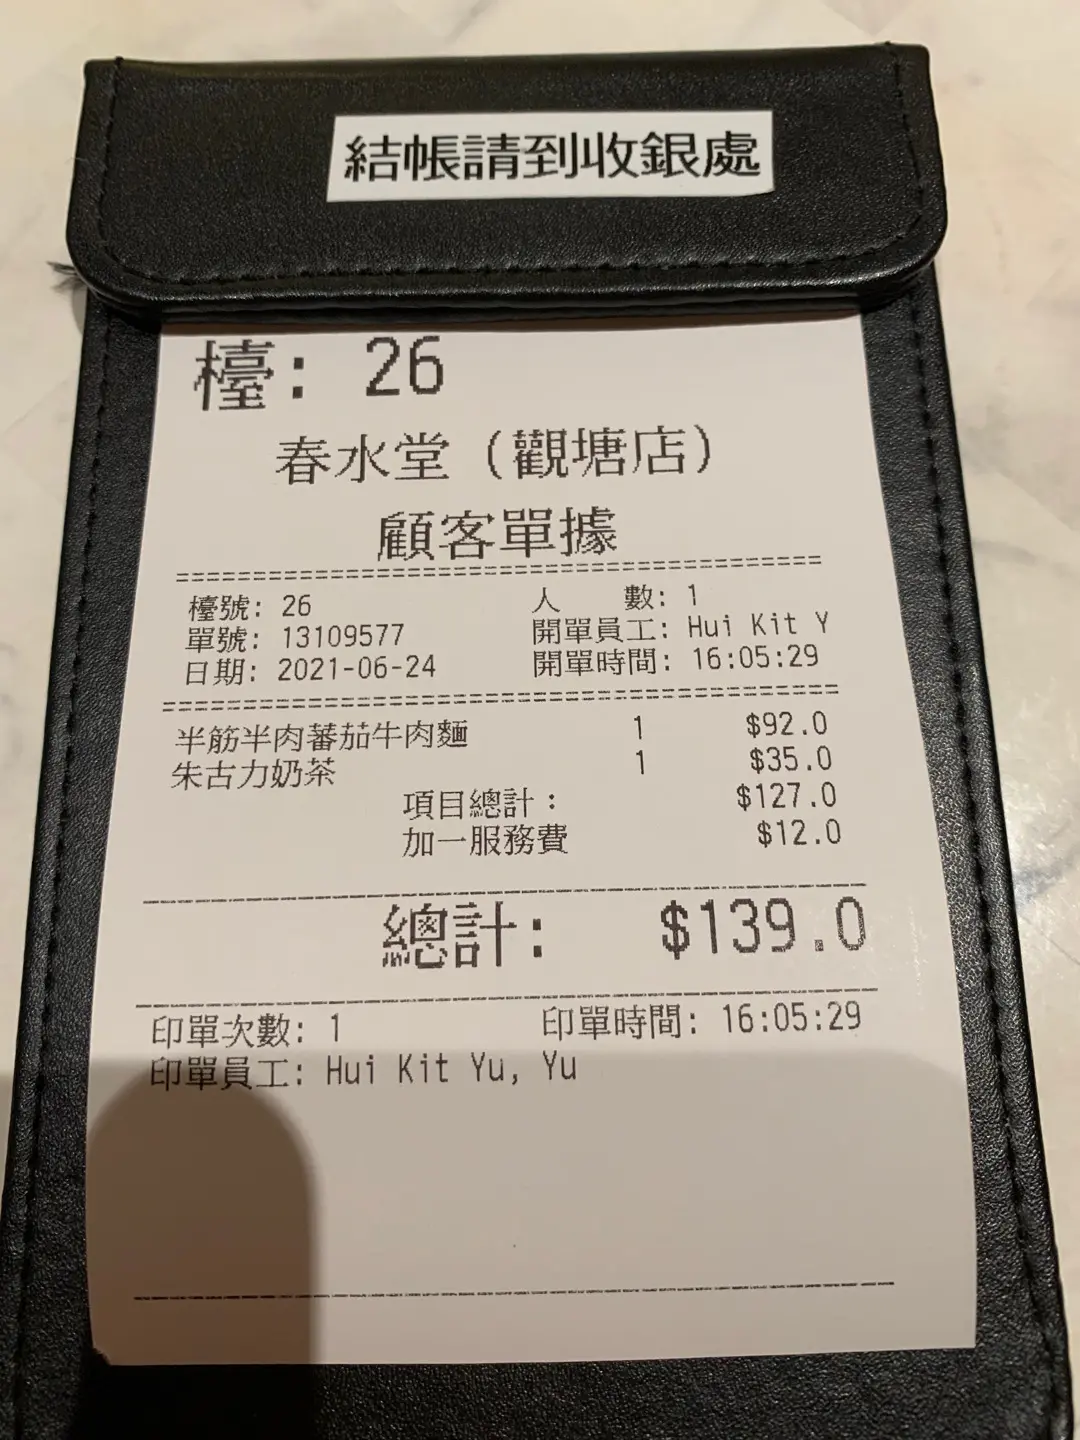 結帳請到收銀處
檯: 26
春水堂 (觀塘店)
顧客單據
檯號: 26 人 數: 1
單號: 13109577 開單員工: Hui Kit Y
日期: 2021-06-24 開單時間: 16:05:29
半筋半肉蕃茄牛肉麵 1 $92.0
朱古力奶茶 1 $35.0
項目總計: $127.0
加一服務費 $12.0
總計: $139.0
印單次數: 1 印單時間: 16:05:29
印單員工: Hui Kit Yu, Yu